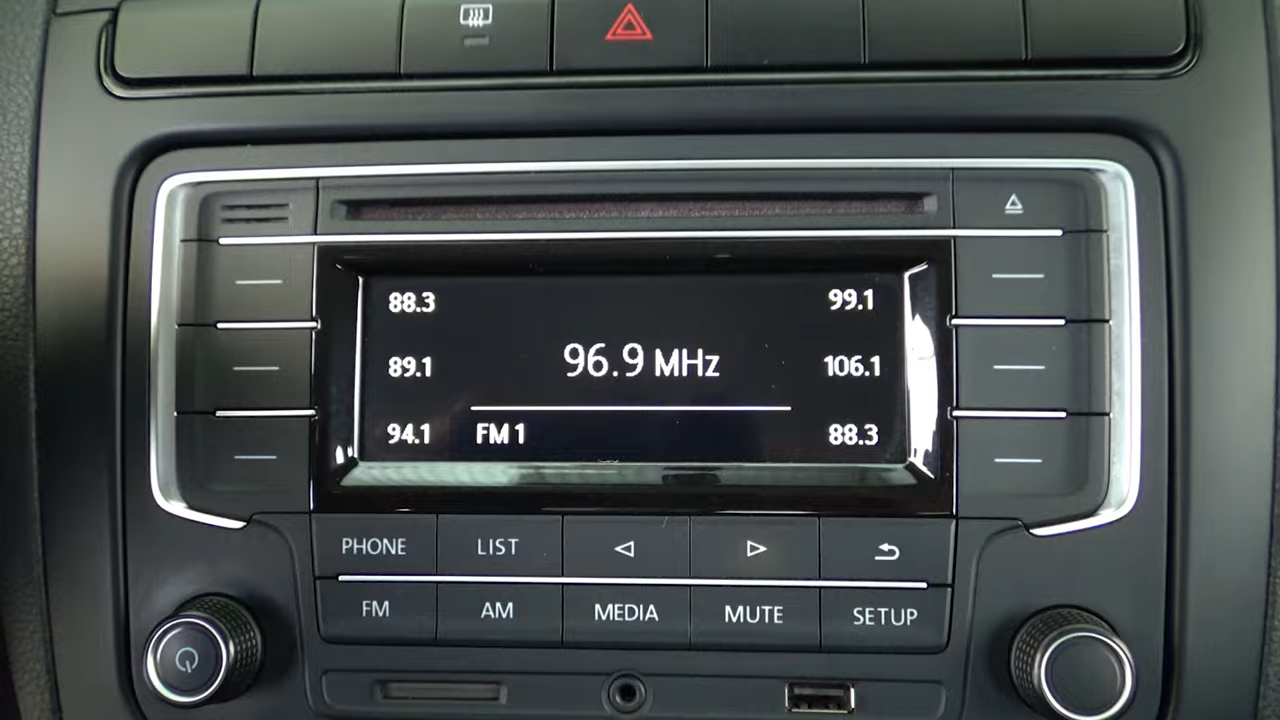 88.3 99.1
89.1 96.9 MHz 106.1
94.1 FM 1 88.3
PHONE LIST
FM AM MEDIA MUTE SETUP